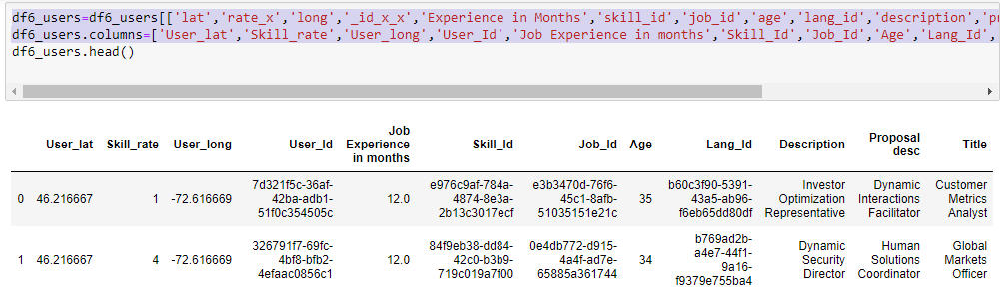 df6_users=df6_users[['lat','rate_x','long','_id_x_x','Experience in Months','skill_id','job_id','age','lang_id','description','p
df6_users.columns=['User_lat','Skill_rate','User_long','User_Id','Job Experience in months','Skill_Id','Job_Id','Age','Lang_Id',
df6_users.head()
User_lat Skill_rate User_long User_Id Job Experience in months Skill_Id Job_Id Age Lang_Id Description Proposal desc Title
0 46.216667 1 -72.616669 7d321f5c-36af-42ba-adb1-51f0c354505c 12.0 e976c9af-784a-4874-8e3a-2b13c3017ecf e3b3470d-76f6-45c1-8afb-51035151e21c 35 b60c3f90-5391-43a5-ab96-f6eb65dd80df Investor Optimization Representative Dynamic Interactions Facilitator Customer Metrics Analyst
1 46.216667 4 -72.616669 326791f7-69fc-4bf8-bfb2-4efaac0856c1 12.0 84f9eb38-dd84-42c0-b3b9-719c019a7f00 0e4db772-d915-4a4f-ad7e-65885a361744 34 b769ad2b-a4e7-44f1-9a16-f9379e755ba4 Dynamic Security Director Human Solutions Coordinator Global Markets Officer